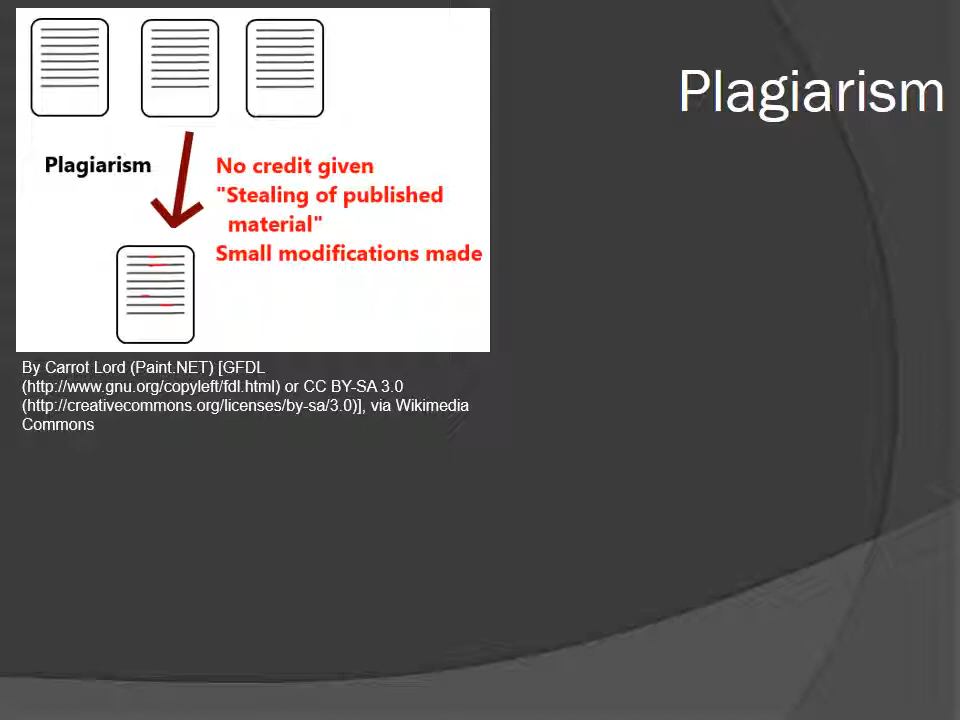 Plagiarism
Plagiarism
No credit given
"Stealing of published
material"
Small modifications made
By Carrot Lord (Paint.NET) [GFDL
(http://www.gnu.org/copyleft/fdl.html) or CC BY-SA 3.0
(http://creativecommons.org/licenses/by-sa/3.0)], via Wikimedia
Commons